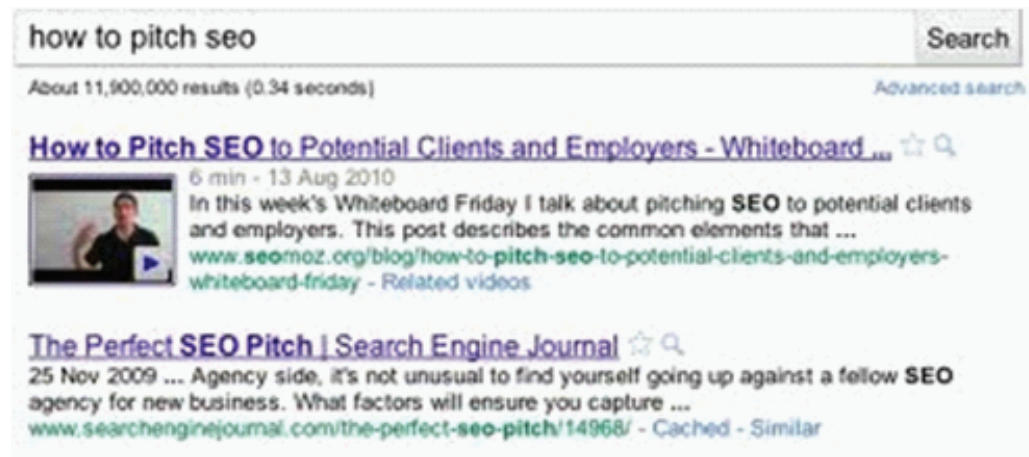 how to pitch seo Search
About 11,900,000 results (0.34 seconds) Advanced search
How to Pitch SEO to Potential Clients and Employers - Whiteboard ...
6 min - 13 Aug 2010
In this week's Whiteboard Friday I talk about pitching SEO to potential clients
and employers. This post describes the common elements that ...
www.seomoz.org/blog/how-to-pitch-seo-to-potential-clients-and-employers-
whiteboard-friday - Related videos
The Perfect SEO Pitch | Search Engine Journal
25 Nov 2009 ... Agency side, it's not unusual to find yourself going up against a fellow SEO
agency for new business. What factors will ensure you capture ...
www.searchenginejournal.com/the-perfect-seo-pitch/14968/ - Cached - Similar